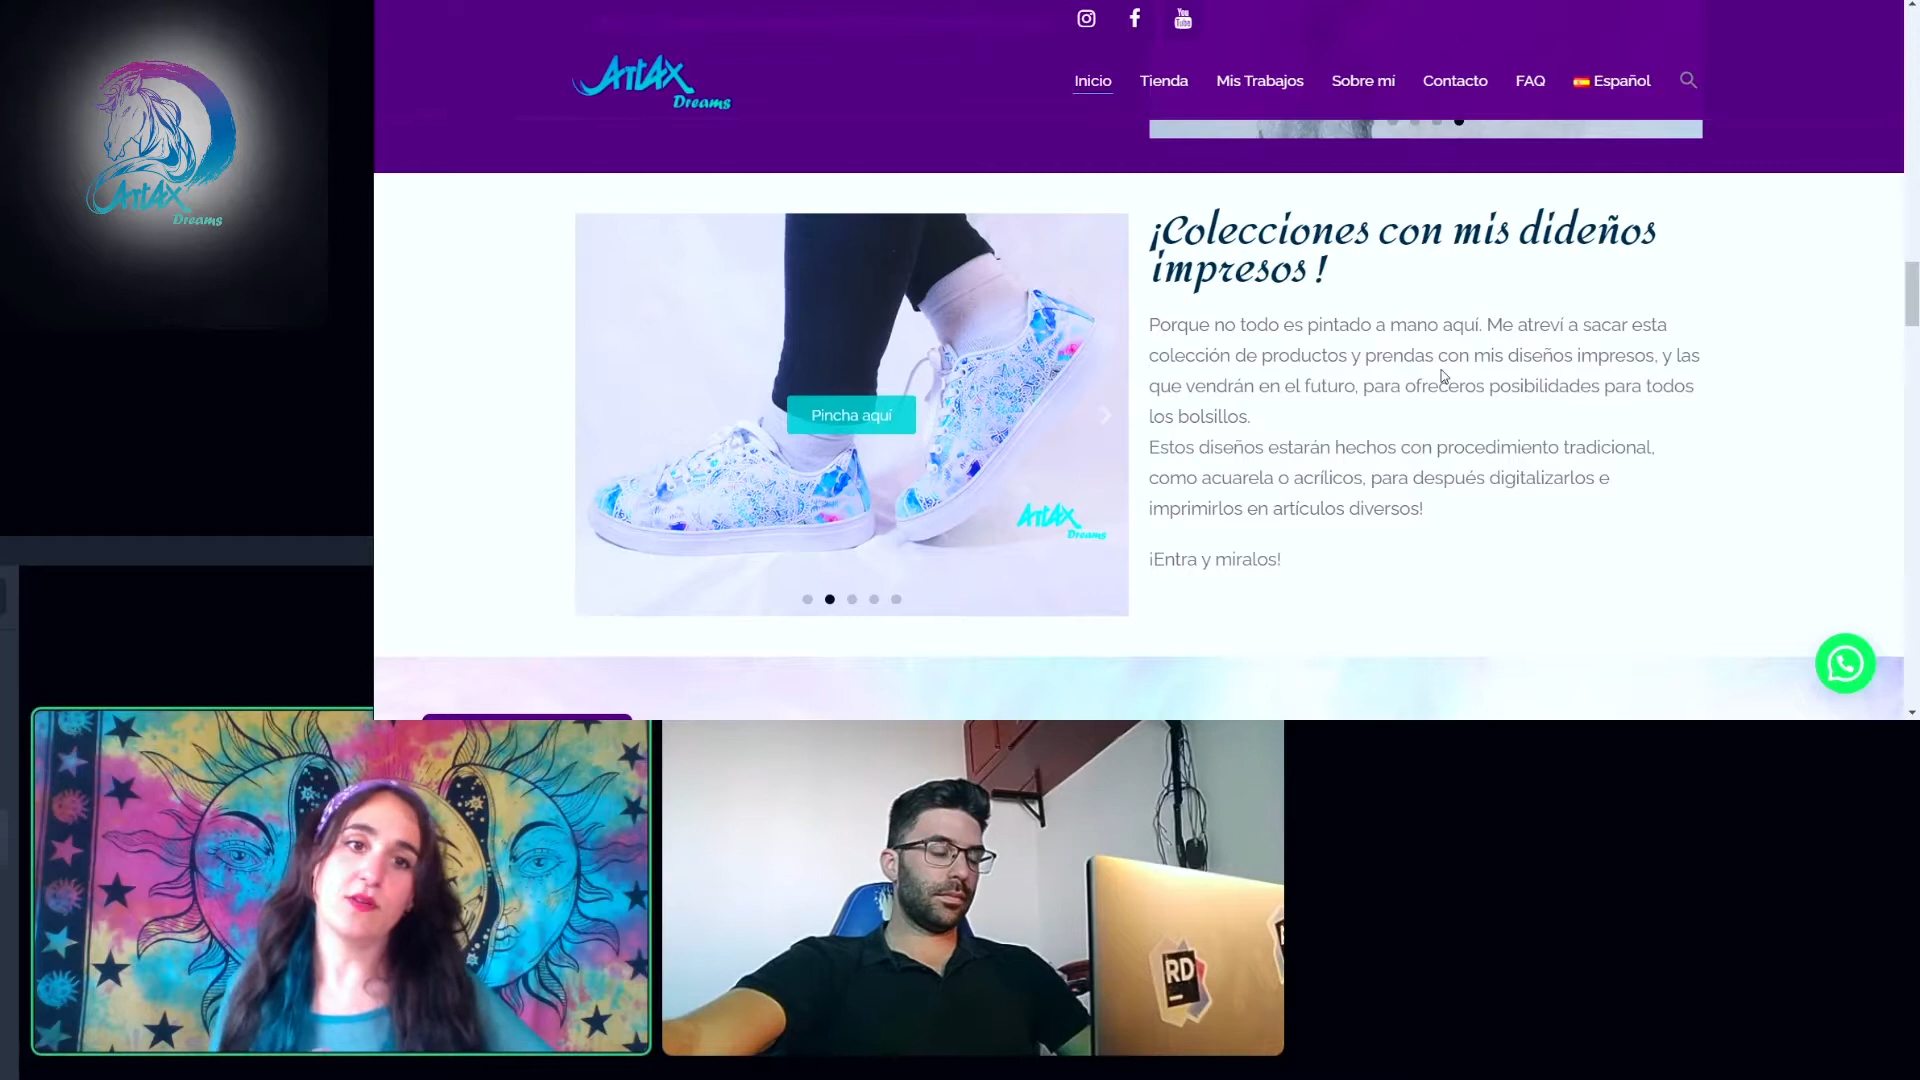 ArtAx
Dreams
ArtAx
Dreams
You
Tube
Inicio
Tienda
Mis Trabajos
Sobre mí
Contacto
FAQ
Español
¡Colecciones con mis dideños
impresos !
Porque no todo es pintado a mano aquí. Me atreví a sacar esta
colección de productos y prendas con mis diseños impresos, y las
que vendrán en el futuro, para ofreceros posibilidades para todos
los bolsillos.
Estos diseños estarán hechos con procedimiento tradicional,
como acuarela o acrílicos, para después digitalizarlos e
imprimirlos en artículos diversos!
¡Entra y miralos!
Pincha aquí
ArtAx
Dreams
RD